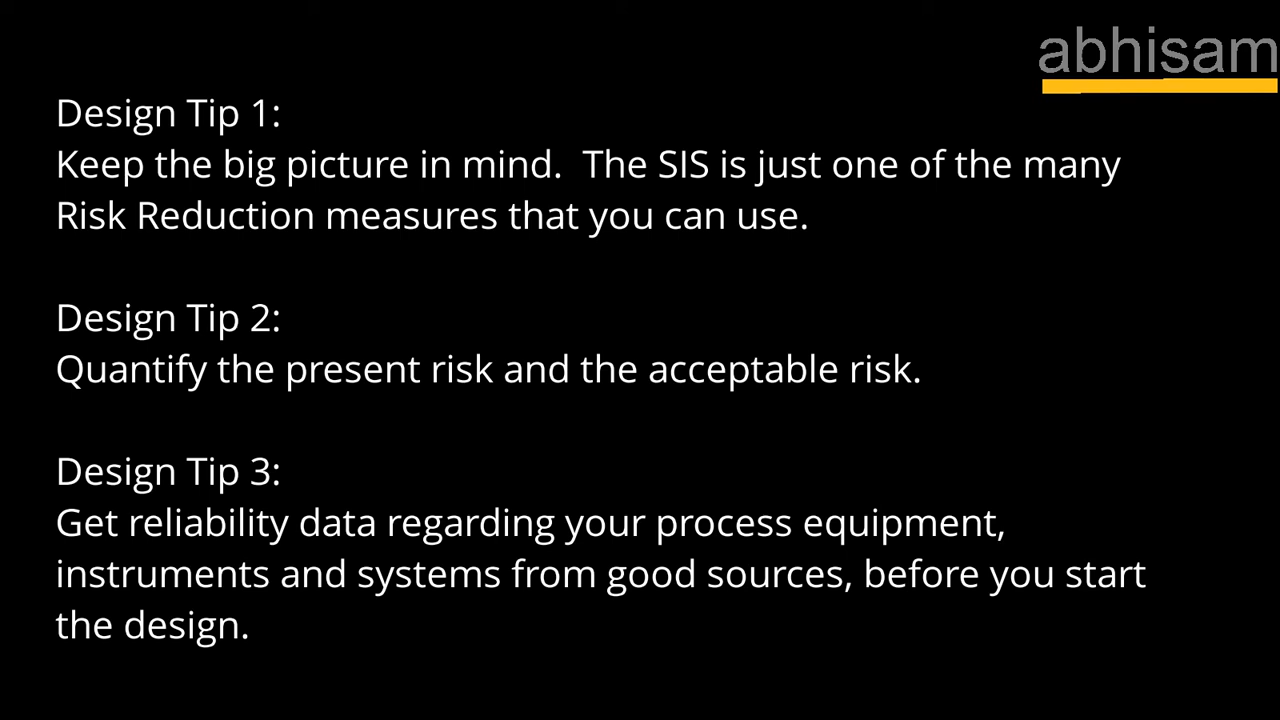 abhisam
Design Tip 1:
Keep the big picture in mind.  The SIS is just one of the many
Risk Reduction measures that you can use.
Design Tip 2:
Quantify the present risk and the acceptable risk.
Design Tip 3:
Get reliability data regarding your process equipment,
instruments and systems from good sources, before you start
the design.